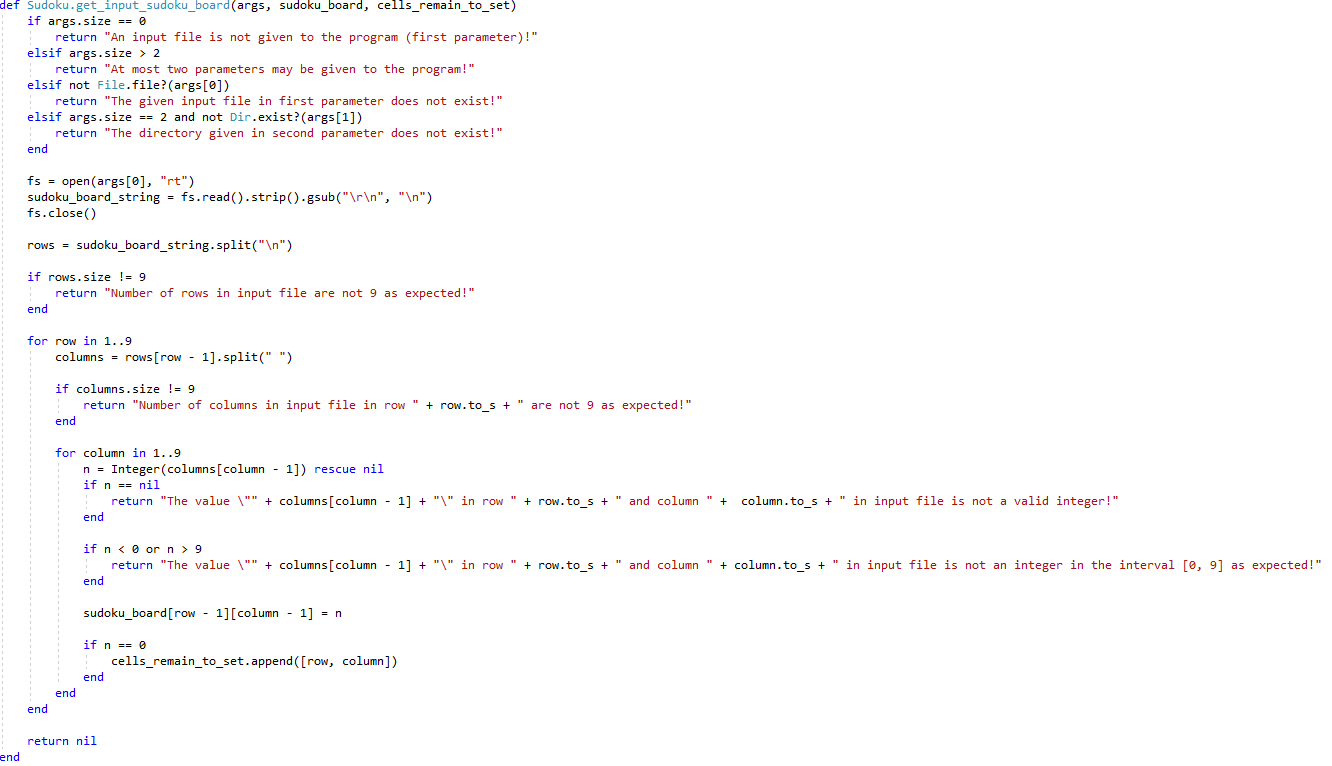 def Sudoku.get_input_sudoku_board(args, sudoku_board, cells_remain_to_set)
    if args.size == 0
        return "An input file is not given to the program (first parameter)!"
    elsif args.size > 2
        return "At most two parameters may be given to the program!"
    elsif not File.file?(args[0])
        return "The given input file in first parameter does not exist!"
    elsif args.size == 2 and not Dir.exist?(args[1])
        return "The directory given in second parameter does not exist!"
    end

    fs = open(args[0], "rt")
    sudoku_board_string = fs.read().strip().gsub("\r\n", "\n")
    fs.close()

    rows = sudoku_board_string.split("\n")

    if rows.size != 9
        return "Number of rows in input file are not 9 as expected!"
    end

    for row in 1..9
        columns = rows[row - 1].split(" ")

        if columns.size != 9
            return "Number of columns in input file in row " + row.to_s + " are not 9 as expected!"
        end

        for column in 1..9
            n = Integer(columns[column - 1]) rescue nil
            if n == nil
                return "The value \"" + columns[column - 1] + "\" in row " + row.to_s + " and column " +  column.to_s + " in input file is not a valid integer!"
            end

            if n < 0 or n > 9
                return "The value \"" + columns[column - 1] + "\" in row " + row.to_s + " and column " + column.to_s + " in input file is not an integer in the interval [0, 9] as expected!"
            end

            sudoku_board[row - 1][column - 1] = n

            if n == 0
                cells_remain_to_set.append([row, column])
            end
        end
    end

    return nil
end